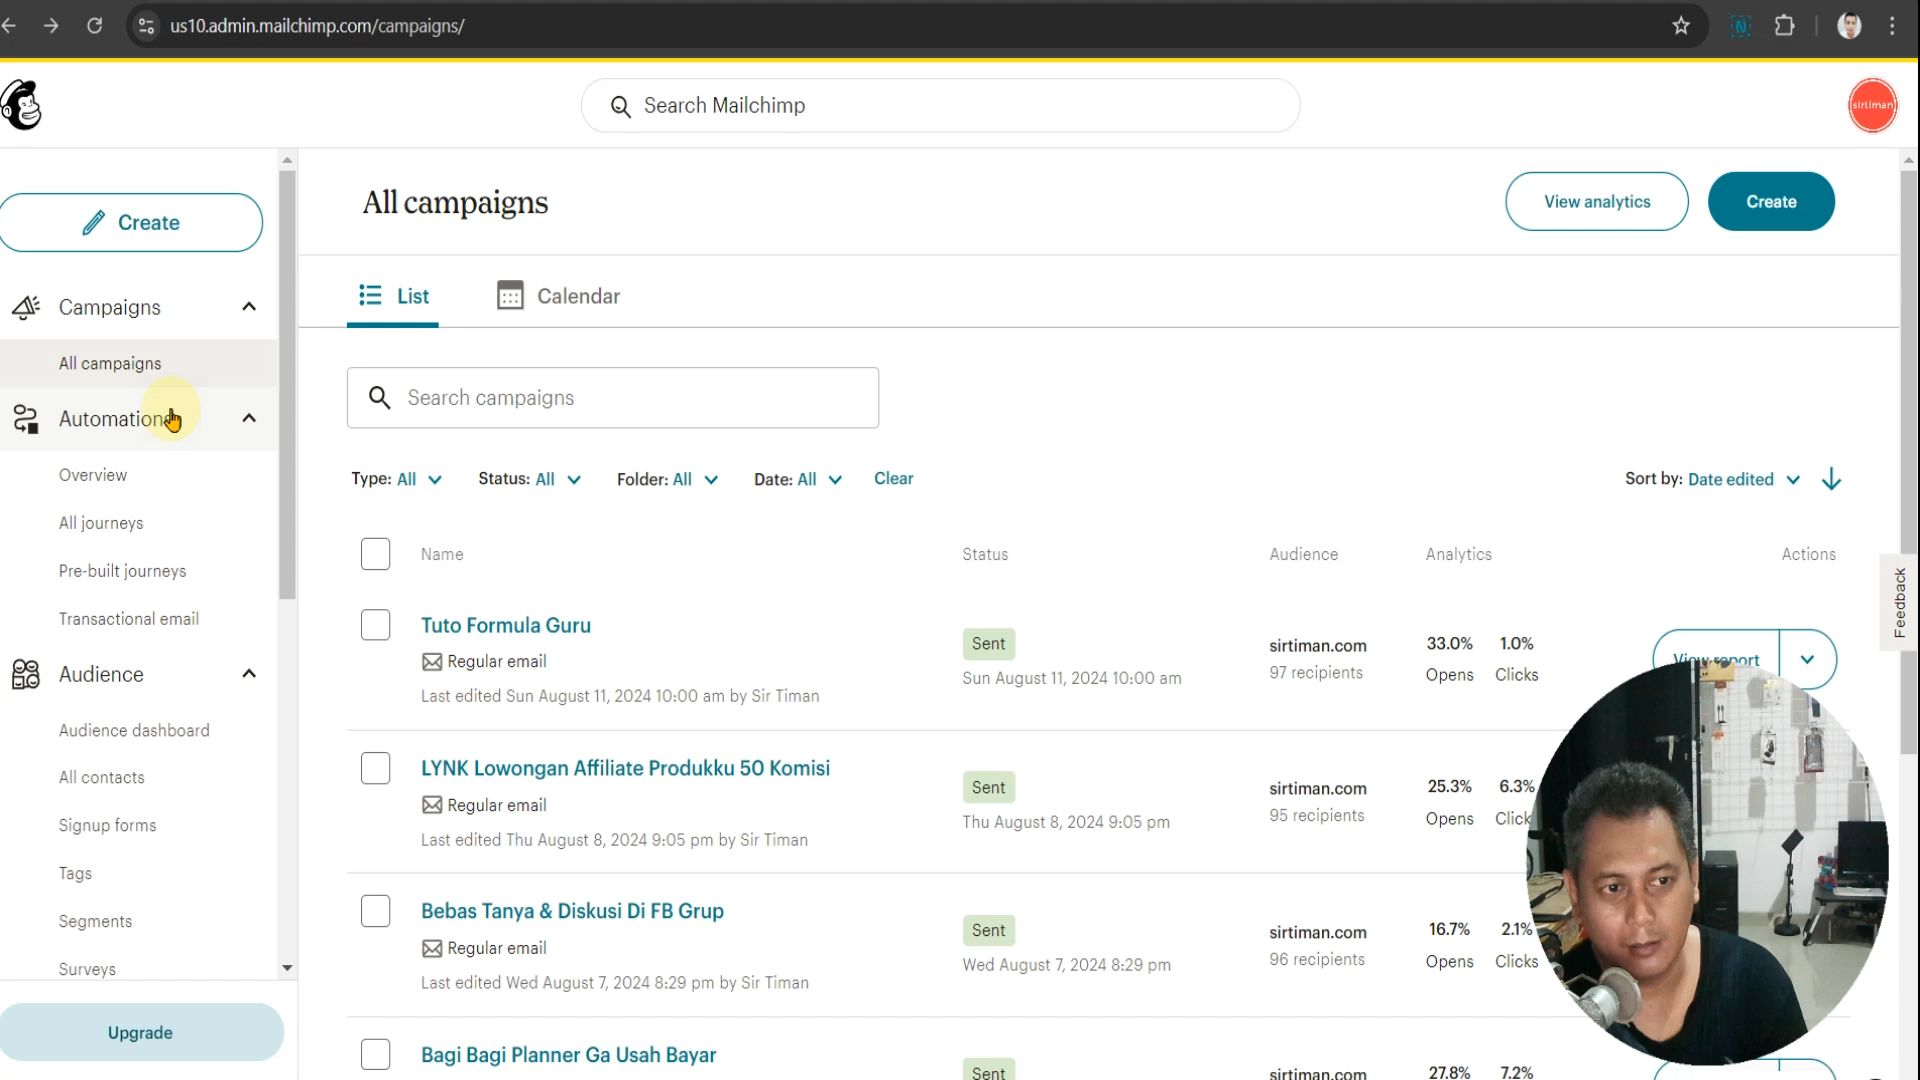 us10.admin.mailchimp.com/campaigns/
Search Mailchimp
sirtiman
Create
Campaigns
All campaigns
Automations
Overview
All journeys
Pre-built journeys
Transactional email
Audience
Audience dashboard
All contacts
Signup forms
Tags
Segments
Surveys
Upgrade
All campaigns
View analytics
Create
List
Calendar
Search campaigns
Type: All
Status: All
Folder: All
Date: All
Clear
Sort by: Date edited
Name
Status
Audience
Analytics
Actions
Tuto Formula Guru
Regular email
Last edited Sun August 11, 2024 10:00 am by Sir Timan
Sent
Sun August 11, 2024 10:00 am
sirtiman.com
97 recipients
33.0% 1.0%
Opens Clicks
View report
LYNK Lowongan Affiliate Produkku 50 Komisi
Regular email
Last edited Thu August 8, 2024 9:05 pm by Sir Timan
Sent
Thu August 8, 2024 9:05 pm
sirtiman.com
95 recipients
25.3% 6.3%
Opens Click
Bebas Tanya & Diskusi Di FB Grup
Regular email
Last edited Wed August 7, 2024 8:29 pm by Sir Timan
Sent
Wed August 7, 2024 8:29 pm
sirtiman.com
96 recipients
16.7% 2.1%
Opens Clicks
Bagi Bagi Planner Ga Usah Bayar
Sent
sirtiman.com
27.8% 7.2%
Feedback